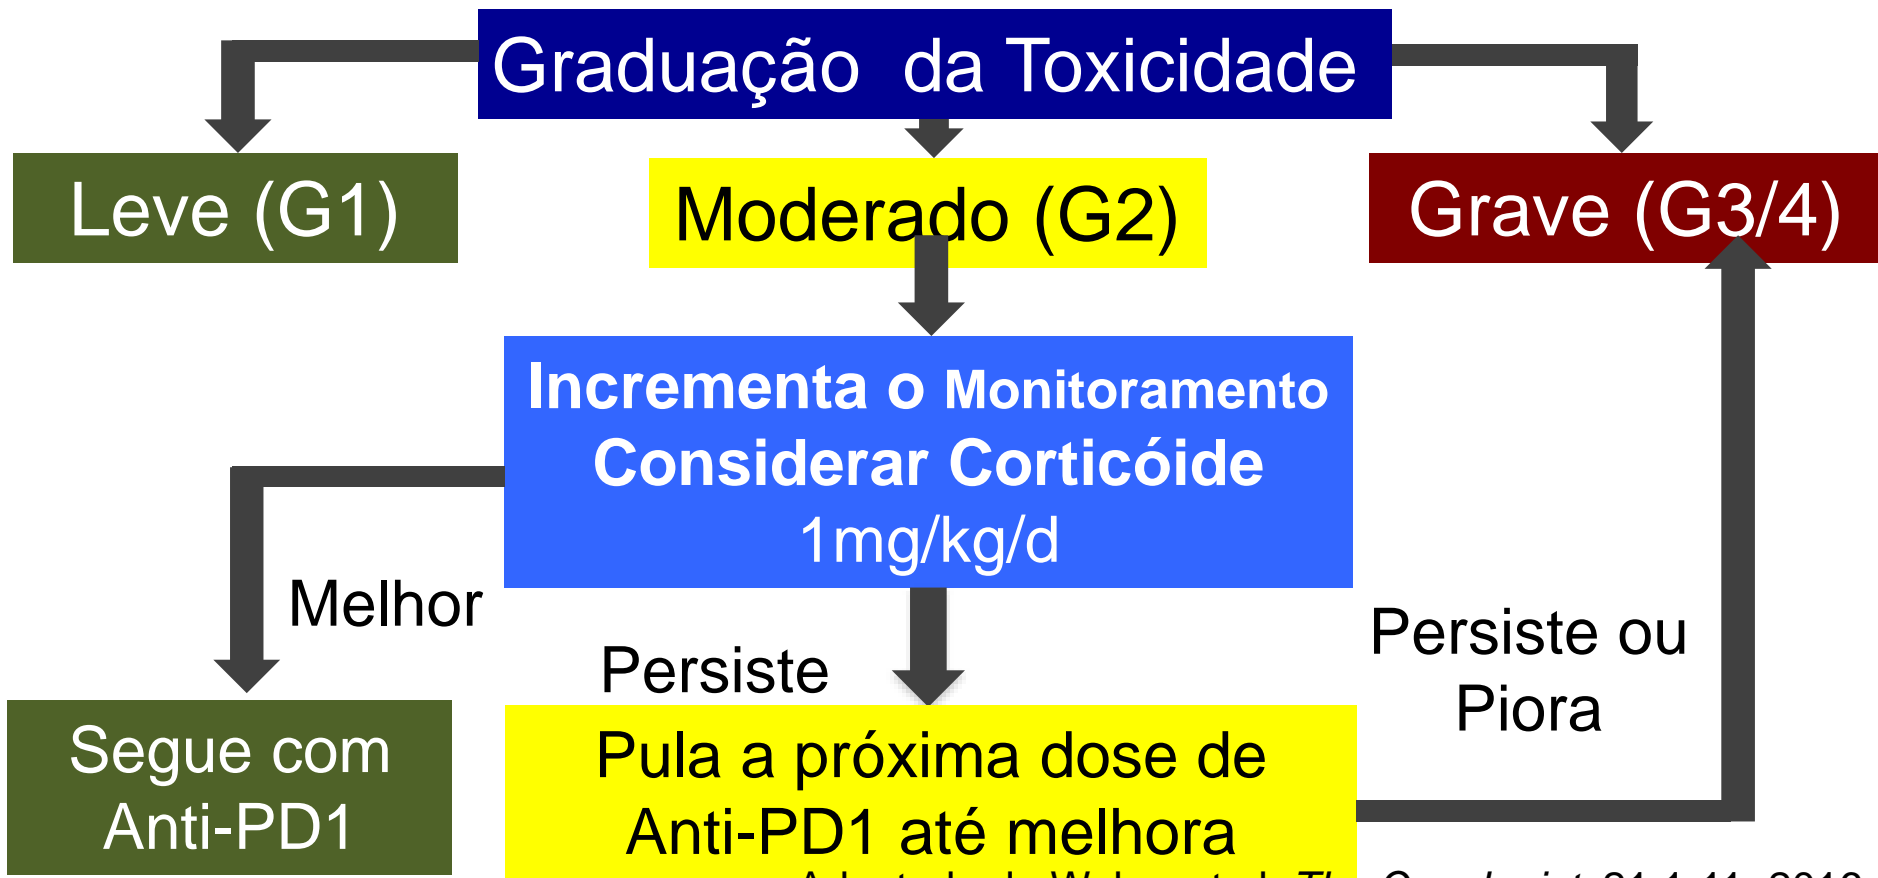 Graduação da Toxicidade
Leve (G1)
Moderado (G2)
Grave (G3/4)
Incrementa o Monitoramento
Considerar Corticóide
1mg/kg/d
Melhor
Persiste
Persiste ou
Piora
Segue com
Anti-PD1
Pula a próxima dose de
Anti-PD1 até melhora